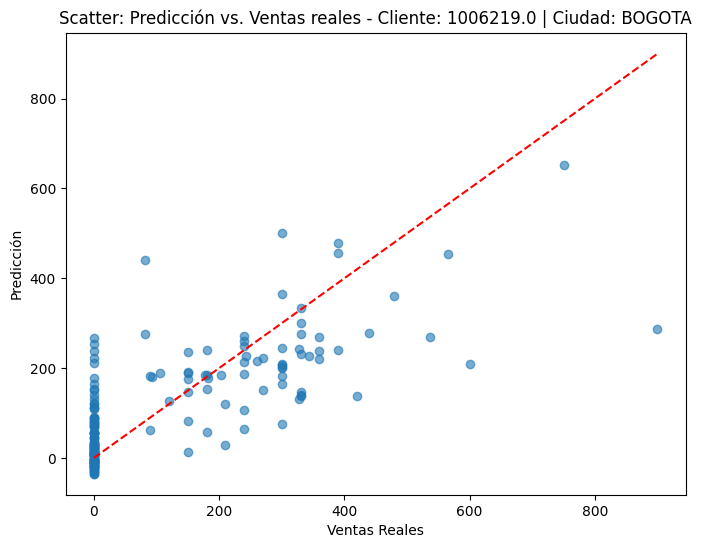 Scatter: Predicción vs. Ventas reales - Cliente: 1006219.0 | Ciudad: BOGOTA
Predicción
800
600
400
200
0
0 200 400 600 800
Ventas Reales